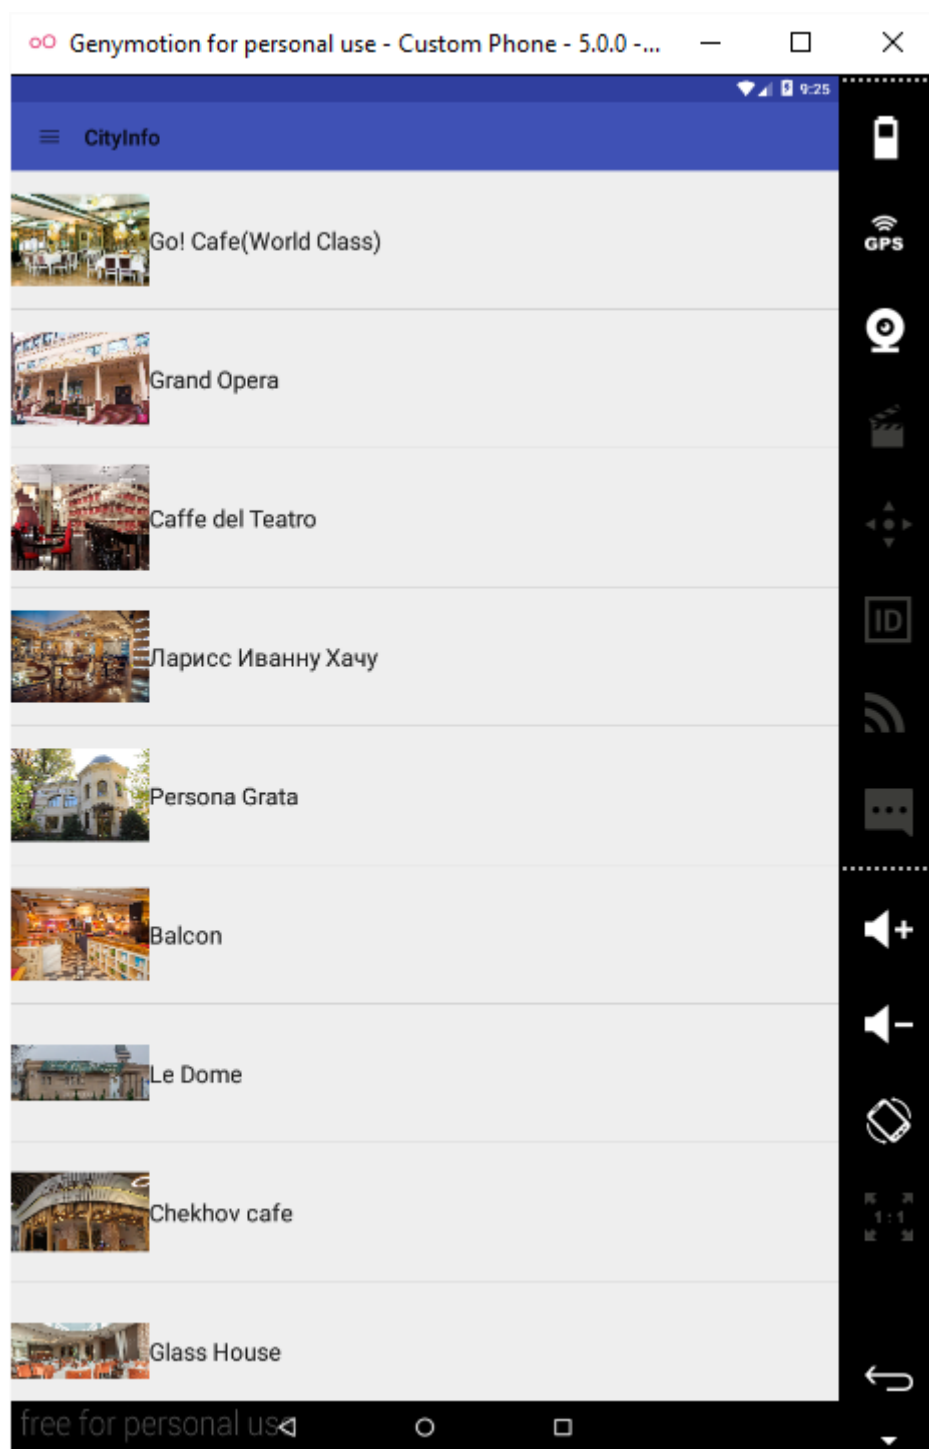 Genymotion for personal use - Custom Phone - 5.0.0 -...
9:25
CityInfo
GPS
Go! Cafe(World Class)
Grand Opera
Caffe del Teatro
Ларисс Иванну Хачу
ID
Persona Grata
Balcon
Le Dome
Chekhov cafe
1:1
Glass House
free for personal us